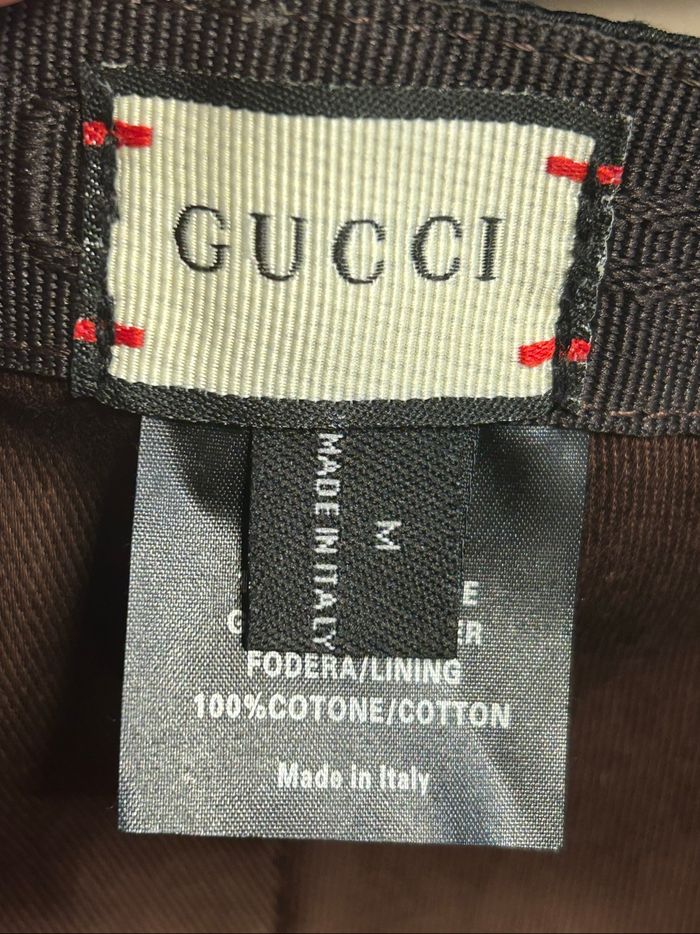 GUCCI
MADE IN ITALY
M
FODERA/LINING
100%COTONE/COTTON
Made in Italy